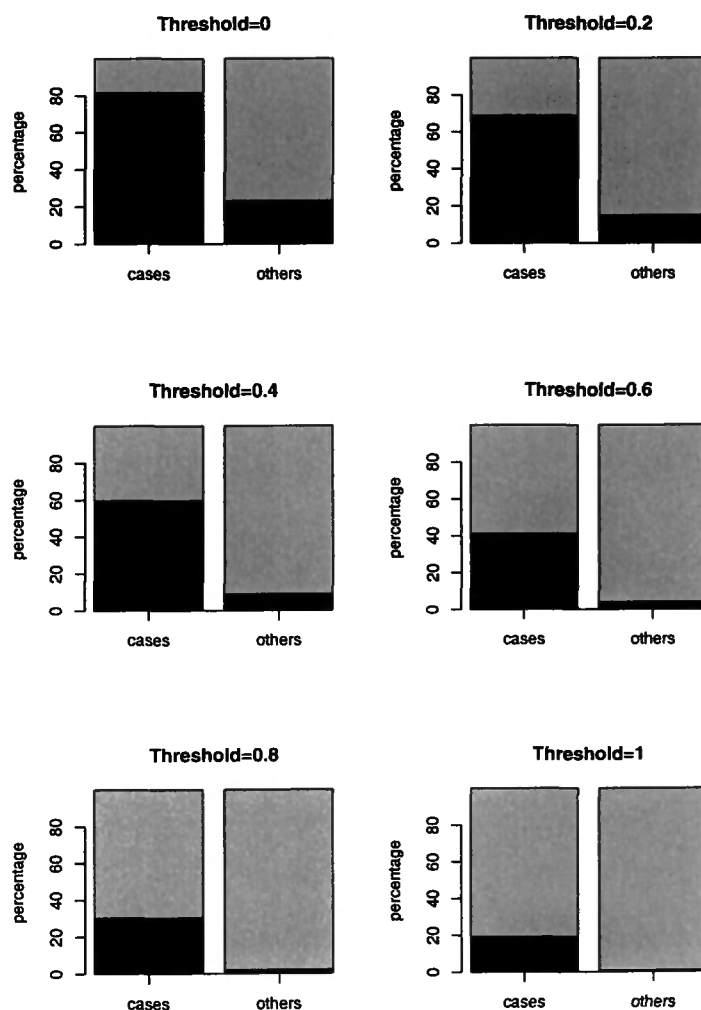 Threshold=0
percentage
0 20 40 60 80
cases others
Threshold=0.2
percentage
0 20 40 60 80
cases others
Threshold=0.4
percentage
0 20 40 60 80
cases others
Threshold=0.6
percentage
0 20 40 60 80
cases others
Threshold=0.8
percentage
0 20 40 60 80
cases others
Threshold=1
percentage
0 20 40 60 80
cases others